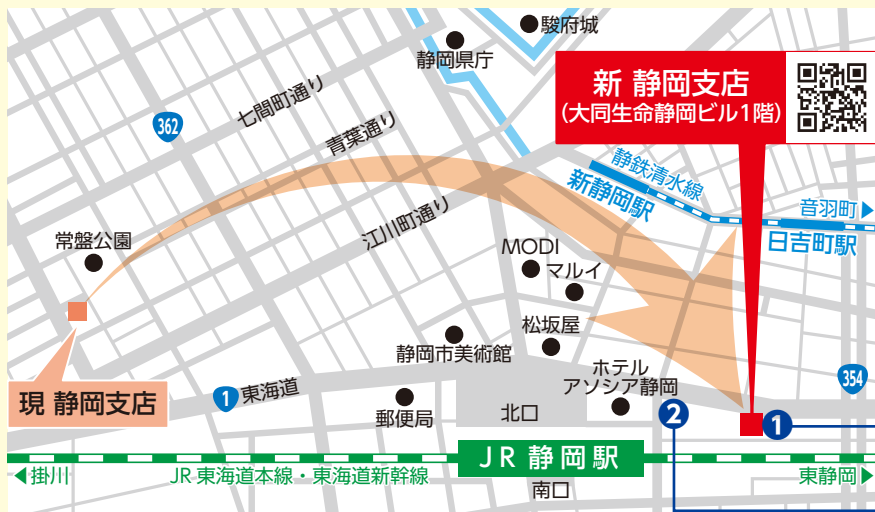 駿府城
静岡県庁
新 静岡支店
(大同生命静岡ビル1階)
七間町通り
362
青葉通り
静鉄清水線
新静岡駅
音羽町▶
日吉町駅
江川町通り
常盤公園
MODI
マルイ
松坂屋
静岡市美術館
ホテル
アソシア静岡
354
現 静岡支店
1 東海道
郵便局
北口
2
1
JR 静岡駅
◀掛川
JR 東海道本線・東海道新幹線
東静岡▶
南口